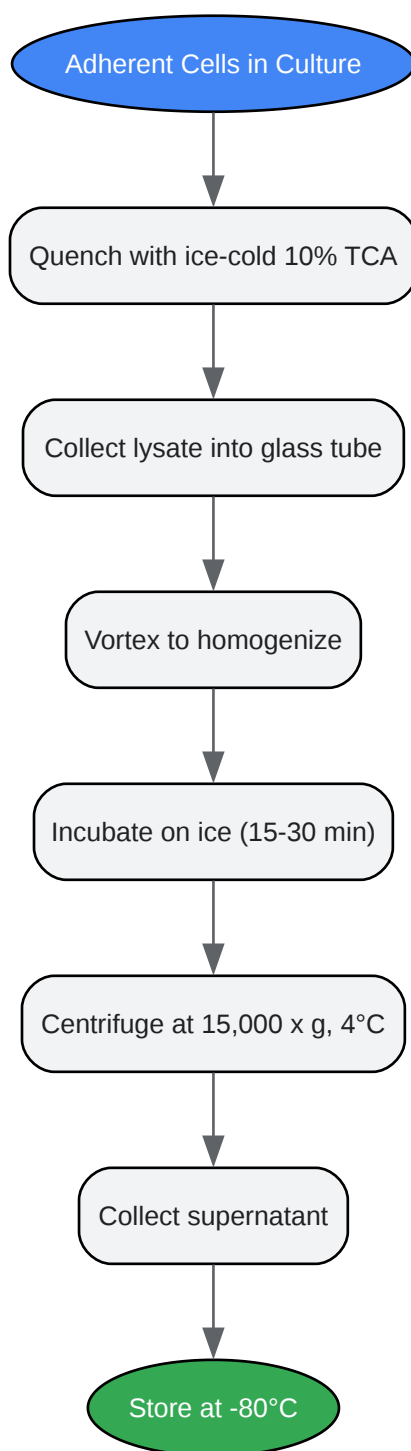 Adherent Cells in Culture
Quench with ice-cold 10% TCA
Collect lysate into glass tube
Vortex to homogenize
Incubate on ice (15-30 min)
Centrifuge at 15,000 x g, 4°C
Collect supernatant
Store at -80°C